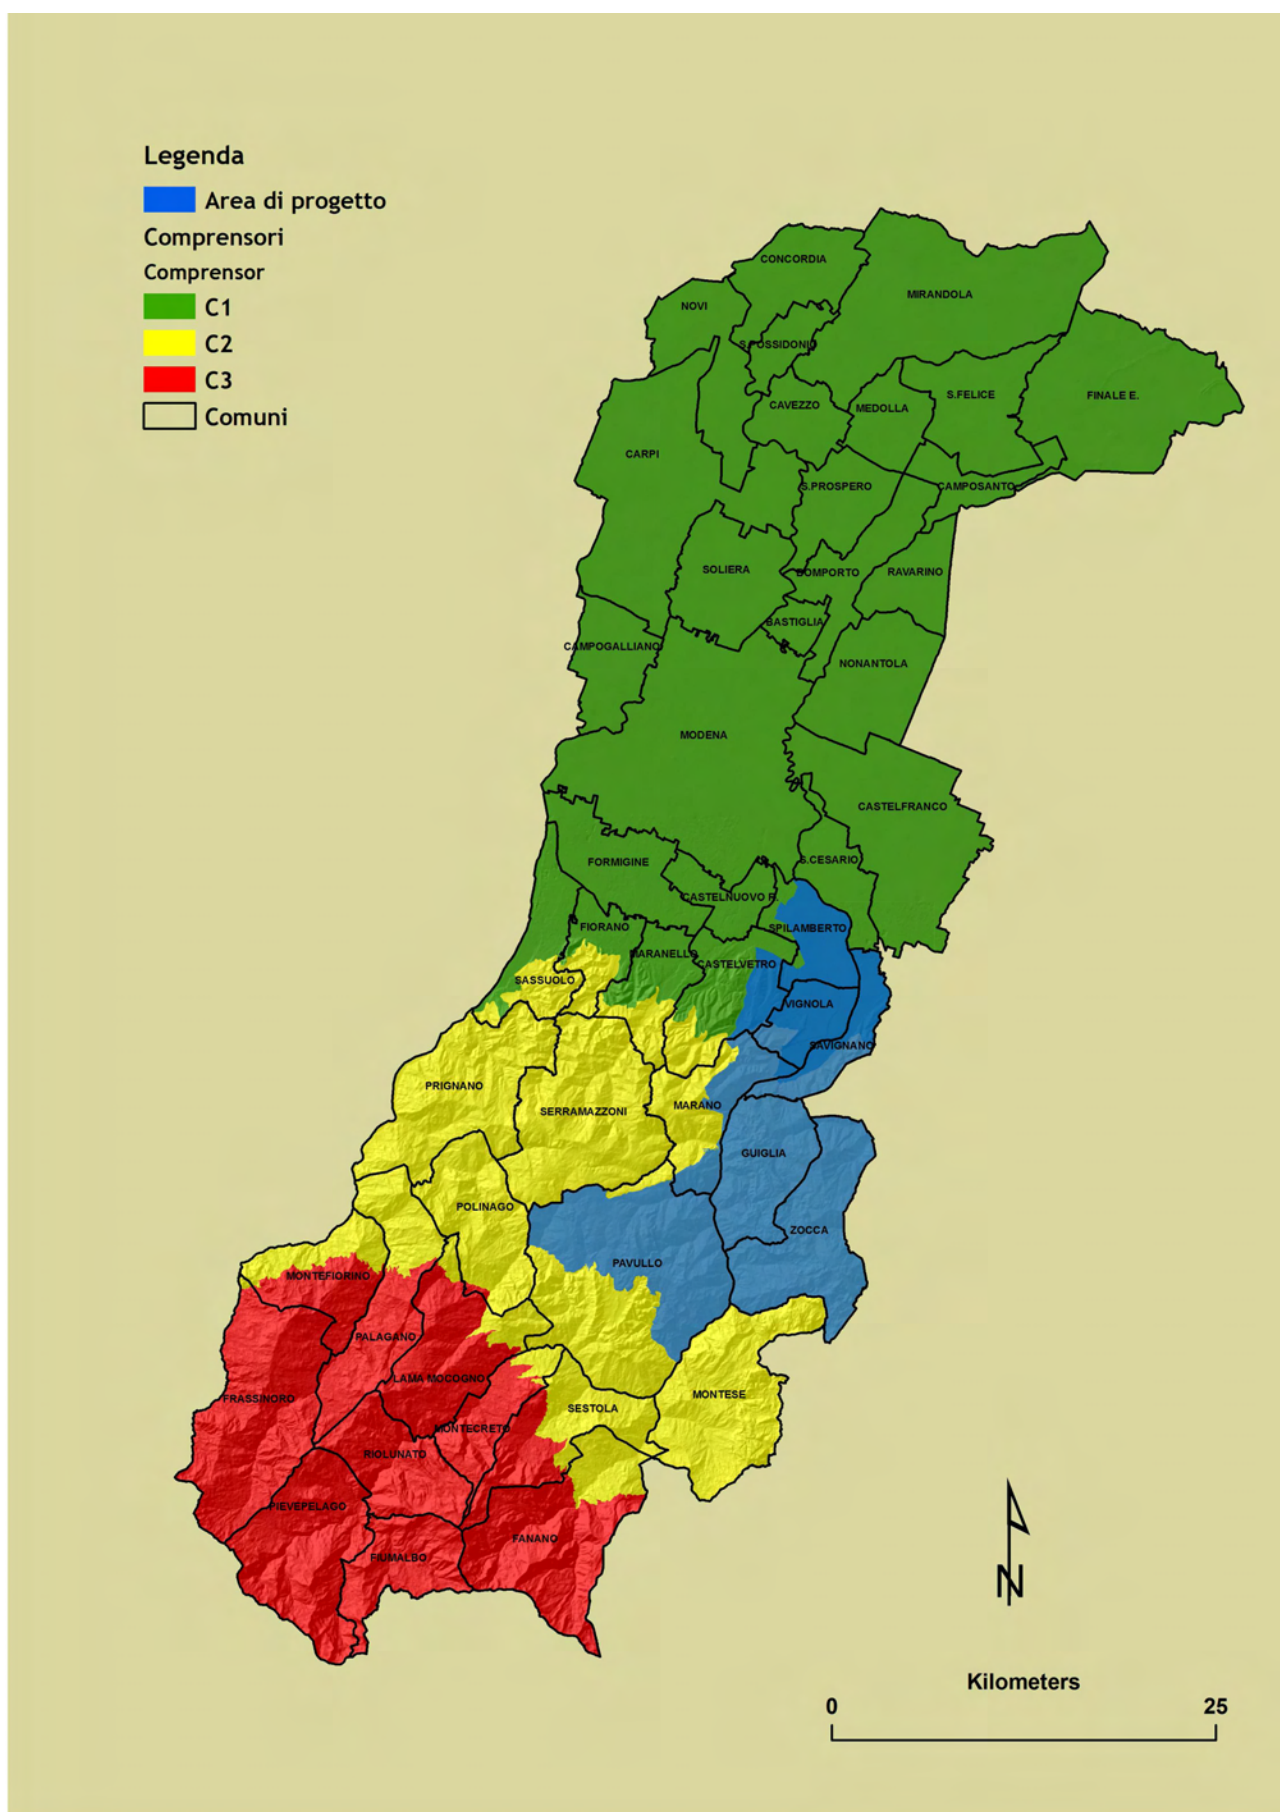 Legenda
Area di progetto
Comprensori
Comprensor
C1
C2
C3
Comuni
CONCORDIA
MIRANDOLA
NOVI
S.POSSIDONIO
S.FELICE
FINALE E.
CAVEZZO
MEDOLLA
CARPI
S.PROSPERO
CAMPOSANTO
SOLIERA
BOMPORTO
RAVARINO
BASTIGLIA
CAMPOGALLIANO
NONANTOLA
MODENA
CASTELFRANCO
FORMIGINE
S.CESARIO
CASTELNUOVO R.
FIORANO
SPILAMBERTO
MARANELLO
CASTELVETRO
SASSUOLO
VIGNOLA
SAVIGNANO
PRIGNANO
SERRAMAZZONI
MARANO
GUIGLIA
POLINAGO
ZOCCA
PAVULLO
MONTEFIORINO
PALAGANO
LAMA MOCOGNO
FRASSINORO
MONTESE
SESTOLA
MONTECRETO
RIOLUNATO
PIEVEPELAGO
FANANO
FIUMALBO
N
Kilometers
0 25